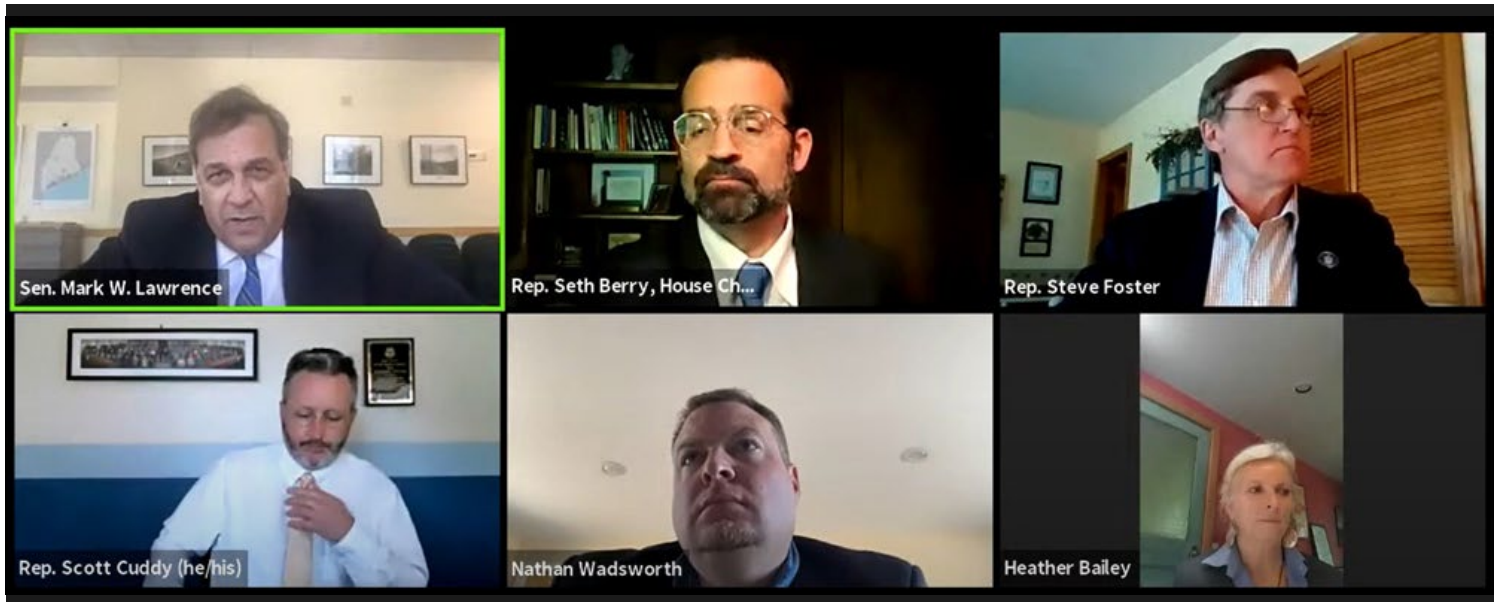 Sen. Mark W. Lawrence
Rep. Seth Berry, House Ch...
Rep. Steve Foster
Rep. Scott Cuddy (he/his)
Nathan Wadsworth
Heather Bailey